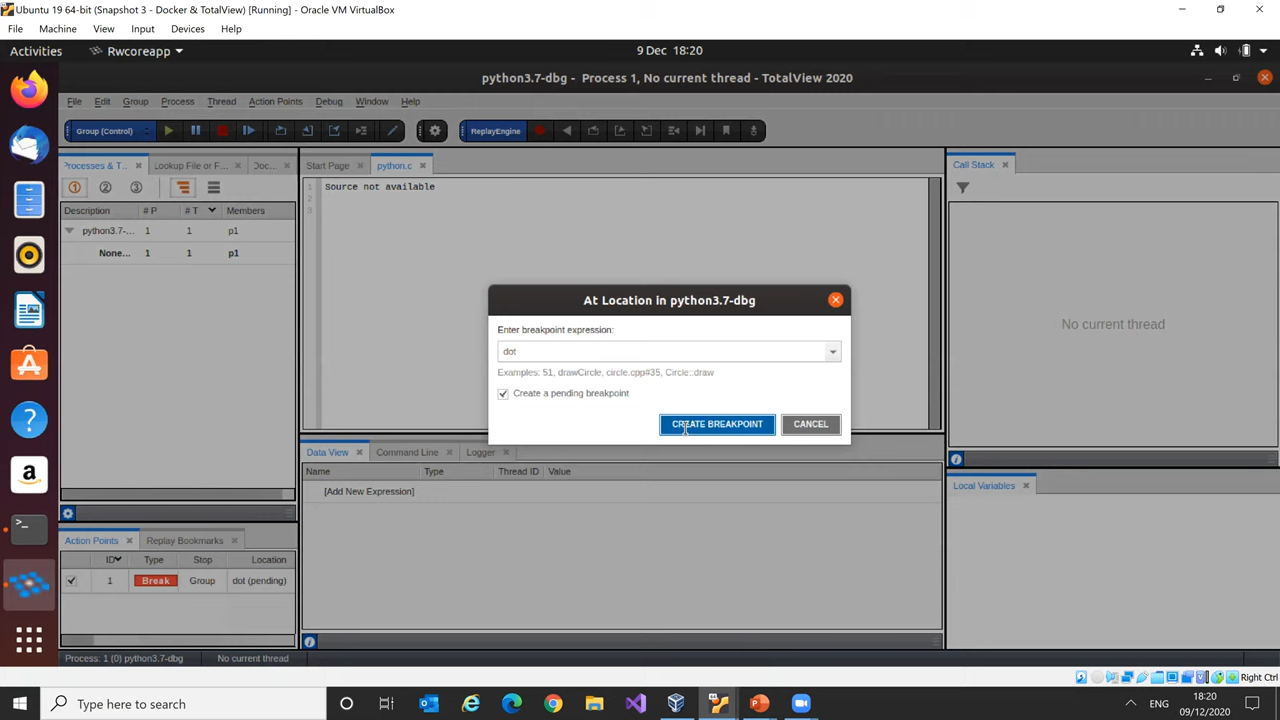 Ubuntu 19 64-bit (Snapshot 3 - Docker & TotalView) [Running] - Oracle VM VirtualBox
File Machine View Input Devices Help
Activities Rwcoreapp 9 Dec 18:20
python3.7-dbg - Process 1, No current thread - TotalView 2020
File Edit Group Process Thread Action Points Debug Window Help
Group (Control) ReplayEngine
Processes & T... Lookup File or F... Doc... Start Page python.c Call Stack
1 2 3
1 Source not available
2
3
Description # P # T Members
python3.7-... 1 1 p1
None... 1 1 p1
At Location in python3.7-dbg
Enter breakpoint expression:
dot
Examples: 51, drawCircle, circle.cpp#35, Circle::draw
Create a pending breakpoint
CREATE BREAKPOINT CANCEL
No current thread
Data View Command Line Logger
Name Type Thread ID Value
[Add New Expression]
Local Variables
Action Points Replay Bookmarks
ID Type Stop Location
1 Break Group dot (pending)
Process: 1 (0) python3.7-dbg No current thread
Right Ctrl
Type here to search
ENG 18:20
09/12/2020